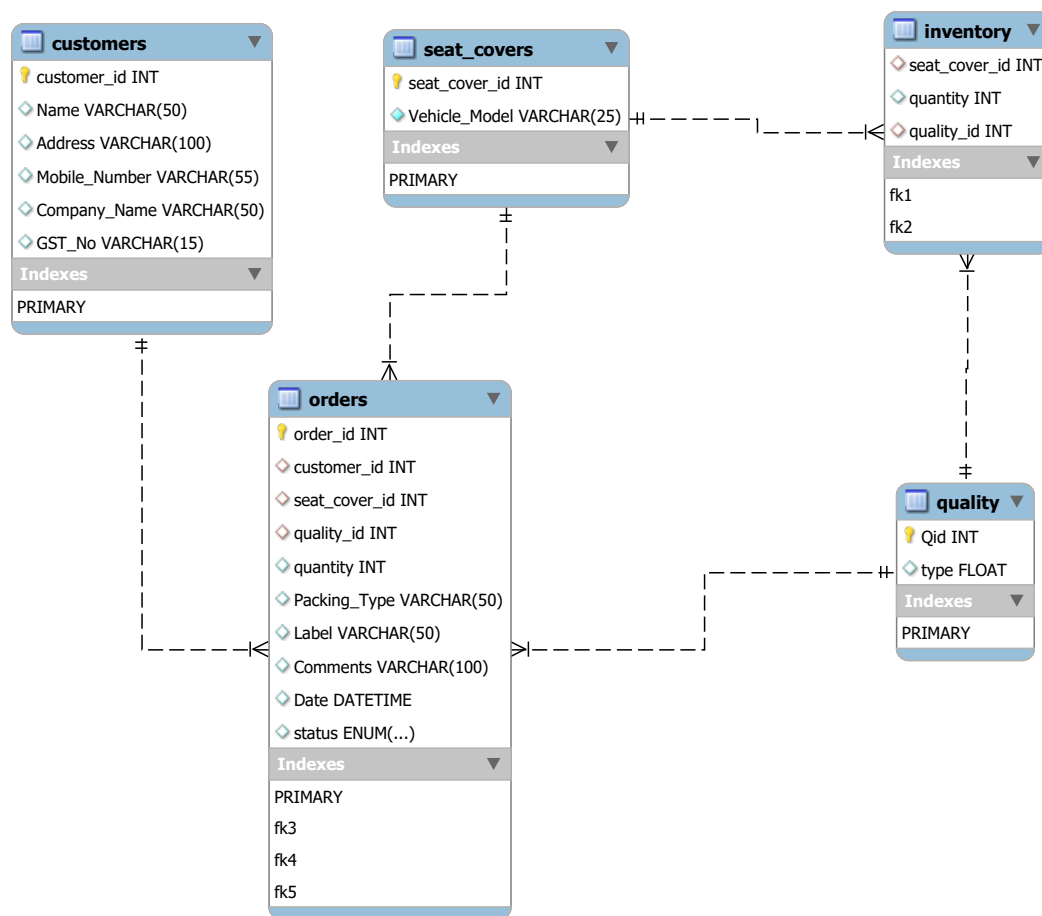 customers
customer_id INT
Name VARCHAR(50)
Address VARCHAR(100)
Mobile_Number VARCHAR(55)
Company_Name VARCHAR(50)
GST_No VARCHAR(15)
Indexes
PRIMARY
seat_covers
seat_cover_id INT
Vehicle_Model VARCHAR(25)
Indexes
PRIMARY
inventory
seat_cover_id INT
quantity INT
quality_id INT
Indexes
fk1
fk2
orders
order_id INT
customer_id INT
seat_cover_id INT
quality_id INT
quantity INT
Packing_Type VARCHAR(50)
Label VARCHAR(50)
Comments VARCHAR(100)
Date DATETIME
status ENUM(...)
Indexes
PRIMARY
fk3
fk4
fk5
quality
Qid INT
type FLOAT
Indexes
PRIMARY